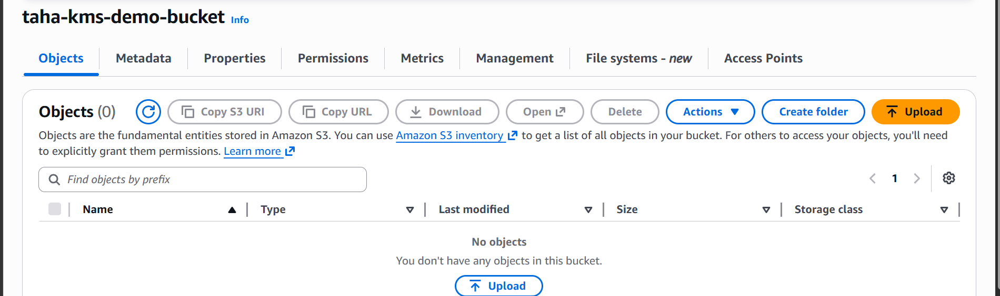 taha-kms-demo-bucket Info
Objects Metadata Properties Permissions Metrics Management File systems - new Access Points
Objects (0) Copy S3 URI Copy URL Download Open Delete Actions Create folder Upload
Objects are the fundamental entities stored in Amazon S3. You can use Amazon S3 inventory to get a list of all objects in your bucket. For others to access your objects, you'll need
to explicitly grant them permissions. Learn more
Find objects by prefix 1
Name Type Last modified Size Storage class
No objects
You don't have any objects in this bucket.
Upload